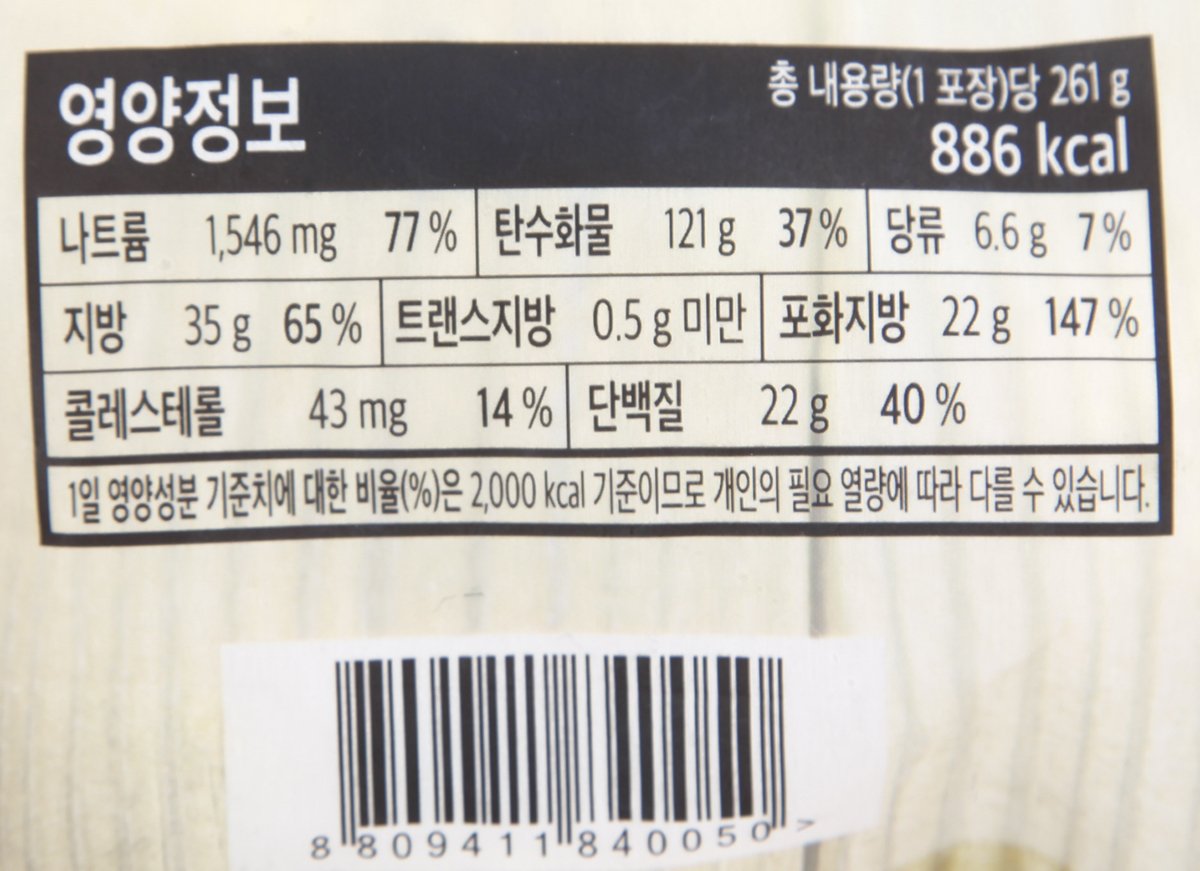 영양정보
총 내용량(1 포장)당 261 g
886 kcal
나트륨 1,546 mg 77 % 탄수화물 121 g 37 % 당류 6.6 g 7 %
지방 35 g 65 % 트랜스지방 0.5 g 미만 포화지방 22 g 147 %
콜레스테롤 43 mg 14 % 단백질 22 g 40 %
1일 영양성분 기준치에 대한 비율(%)은 2,000 kcal 기준이므로 개인의 필요 열량에 따라 다를 수 있습니다.
8 809411 840050 >